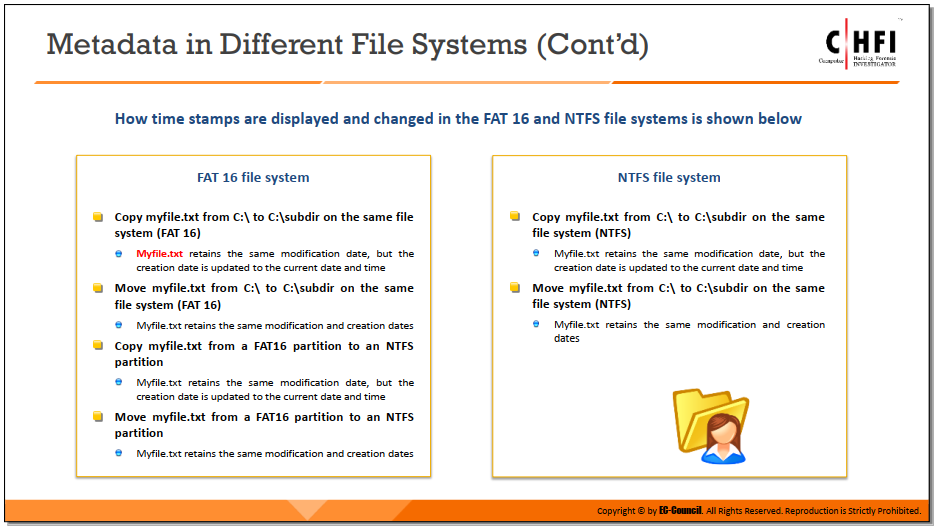 Metadata in Different File Systems (Cont'd)
CHFI
Computer
Hacking Forensic
INVESTIGATOR
How time stamps are displayed and changed in the FAT 16 and NTFS file systems is shown below
FAT 16 file system
Copy myfile.txt from C:\ to C:\subdir on the same file
system (FAT 16)
Myfile.txt retains the same modification date, but the
creation date is updated to the current date and time
Move myfile.txt from C:\ to C:\subdir on the same
file system (FAT 16)
Myfile.txt retains the same modification and creation dates
Copy myfile.txt from a FAT16 partition to an NTFS
partition
Myfile.txt retains the same modification date, but the
creation date is updated to the current date and time
Move myfile.txt from a FAT16 partition to an NTFS
partition
Myfile.txt retains the same modification and creation dates
NTFS file system
Copy myfile.txt from C:\ to C:\subdir on the same
file system (NTFS)
Myfile.txt retains the same modification date, but the
creation date is updated to the current date and time
Move myfile.txt from C:\ to C:\subdir on the same
file system (NTFS)
Myfile.txt retains the same modification and creation
dates
Copyright © by EC-Council. All Rights Reserved. Reproduction is Strictly Prohibited.